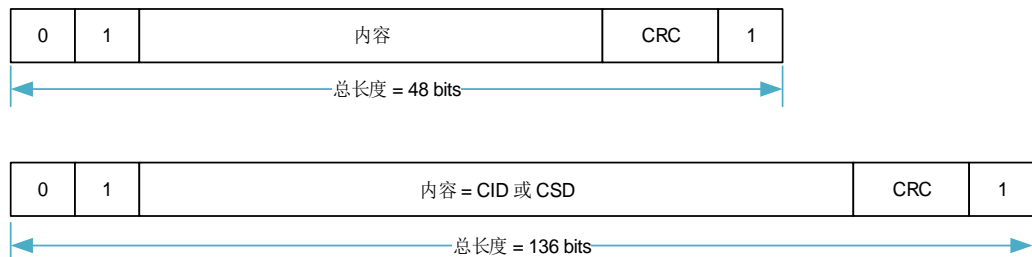 0 1 内容 CRC 1
总长度 = 48 bits
0 1 内容 = CID 或 CSD CRC 1
总长度 = 136 bits